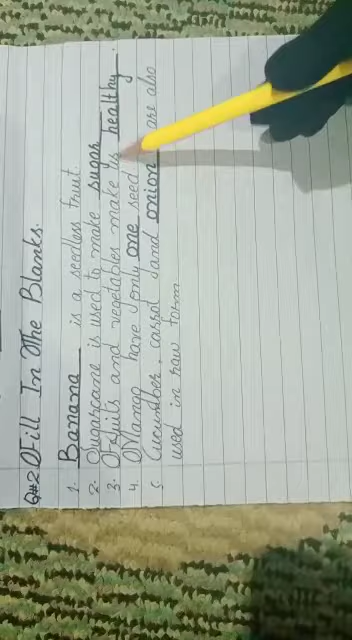 Q#2 Fill In The Blanks.
1. Banana is a seedless fruit.
2. Sugarcane is used to make sugar
3. Fruits and vegetables make us healthy.
4. Mango have only one seed
5. Cucumber, carrot and onion are also
used in raw form